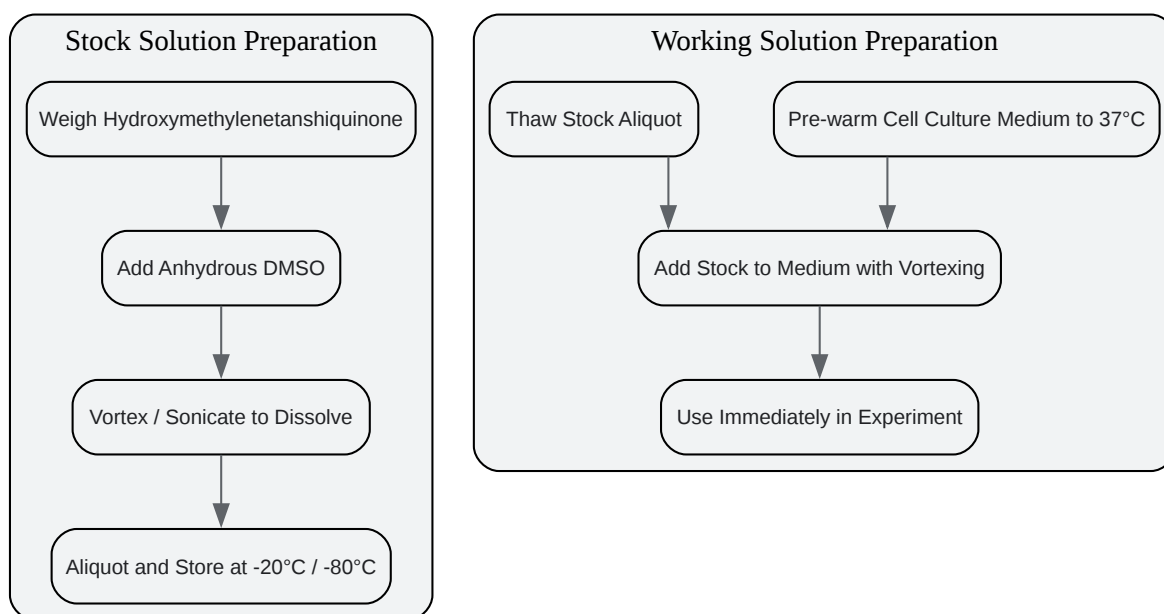 Stock Solution Preparation
Weigh Hydroxymethylenetanshiquinone
Add Anhydrous DMSO
Vortex / Sonicate to Dissolve
Aliquot and Store at -20°C / -80°C
Working Solution Preparation
Thaw Stock Aliquot
Pre-warm Cell Culture Medium to 37°C
Add Stock to Medium with Vortexing
Use Immediately in Experiment